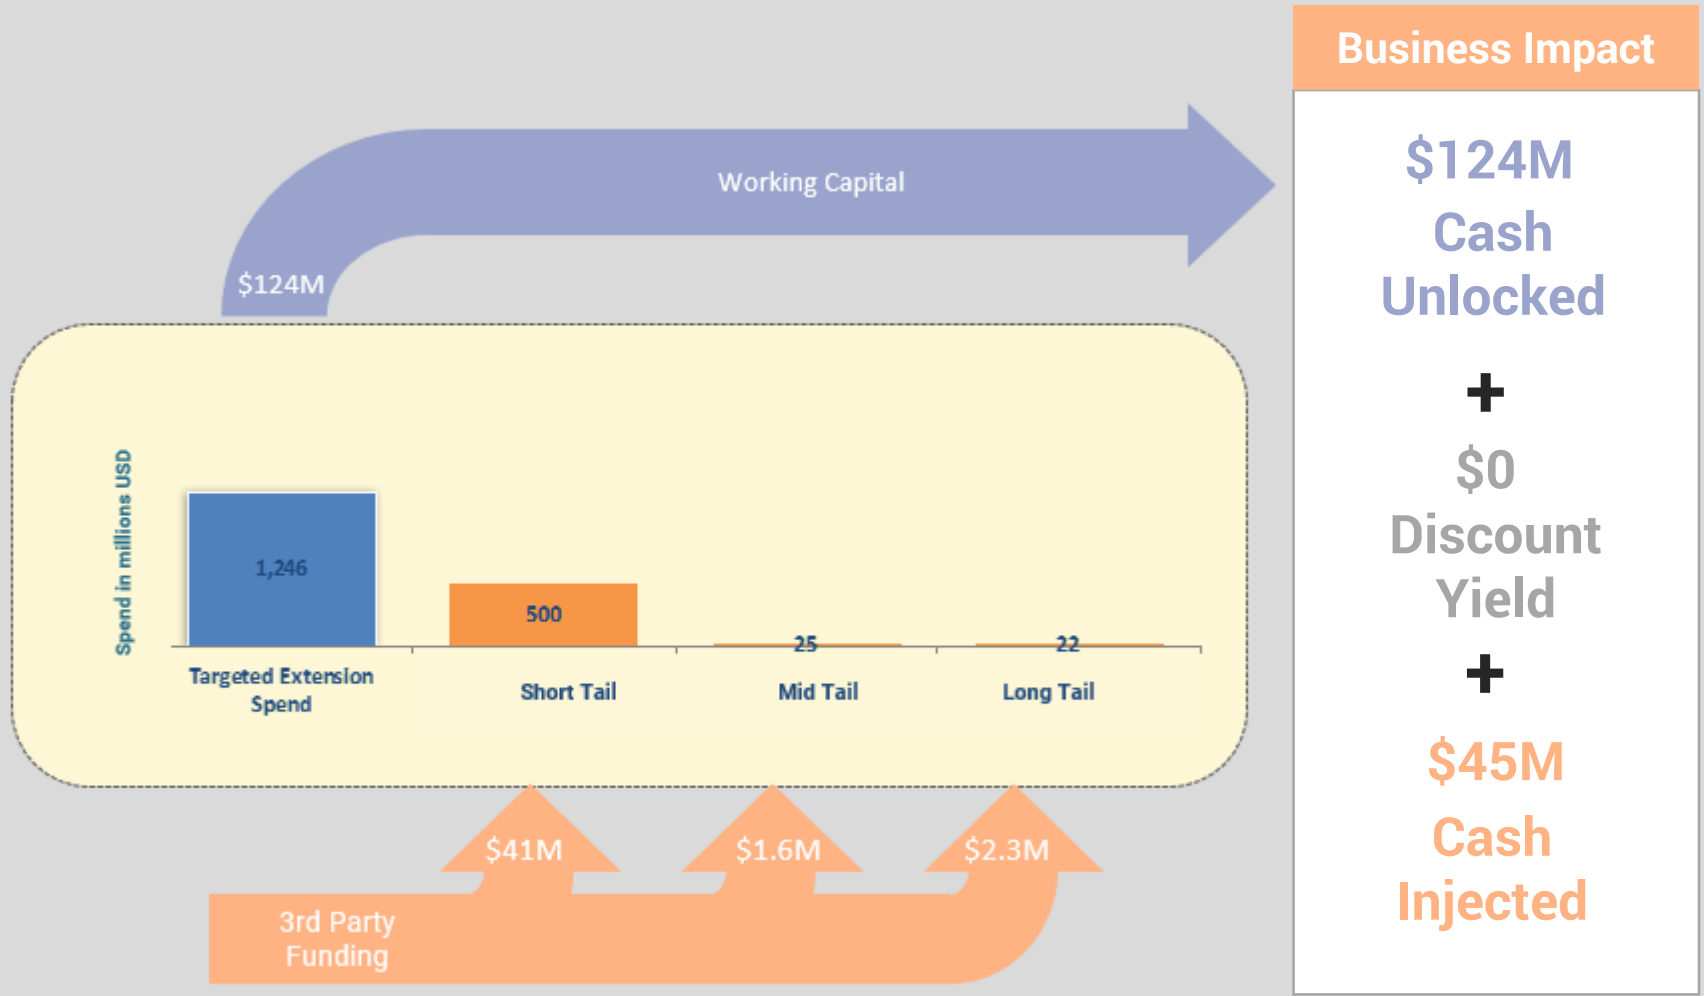 Business Impact
Working Capital
$124M
$124M
Cash
Unlocked
+
$0
Discount
Yield
+
$45M
Cash
Injected
Spend in millions USD
1,246
500
25
22
Targeted Extension
Spend
Short Tail
Mid Tail
Long Tail
$41M
$1.6M
$2.3M
3rd Party
Funding